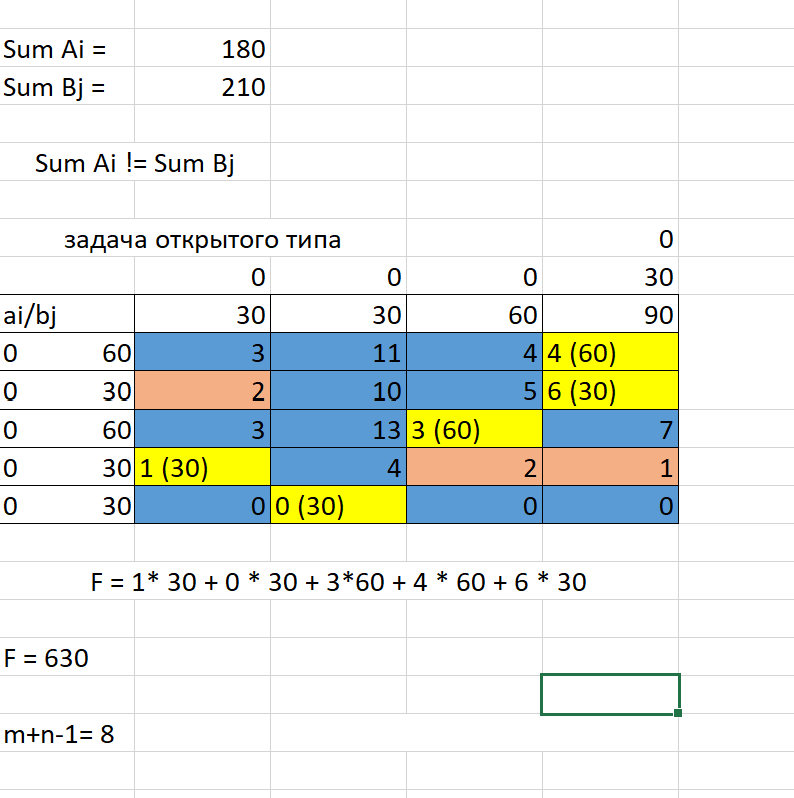 Sum Ai = 180
Sum Bj = 210
Sum Ai != Sum Bj
задача открытого типа 0
0 0 0 30
ai/bj 30 30 60 90
0 60 3 11 4 4 (60)
0 30 2 10 5 6 (30)
0 60 3 13 3 (60) 7
0 30 1 (30) 4 2 1
0 30 0 0 (30) 0 0
F = 1* 30 + 0 * 30 + 3*60 + 4 * 60 + 6 * 30
F = 630
m+n-1= 8